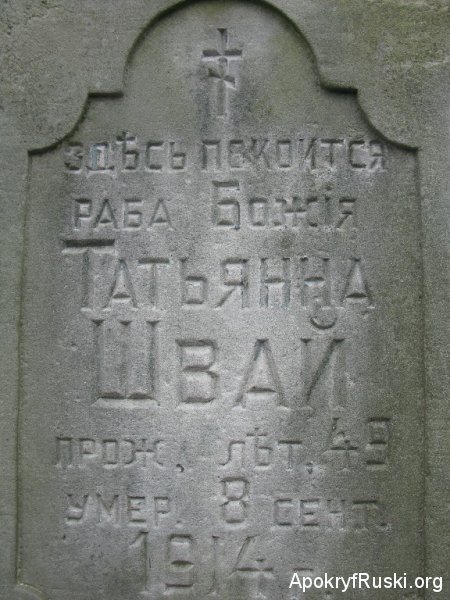 здѣсь покоится
раба Божія
Татьянна
Швай
прож. лѣт. 49
умер. 8 сент.
1914 г.
ApokryfRuski.org